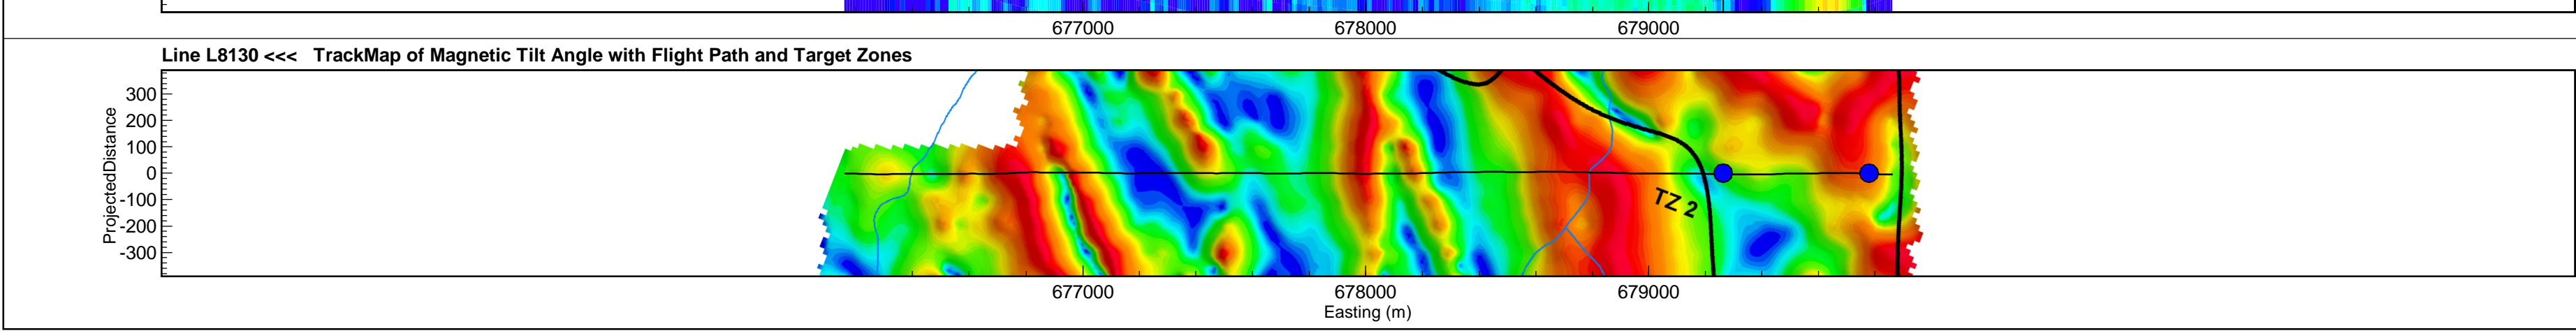 677000 678000 679000
Line L8130 <<< TrackMap of Magnetic Tilt Angle with Flight Path and Target Zones
300
200
100
0
-100
-200
-300
ProjectedDistance
TZ 2
677000 678000 679000
Easting (m)